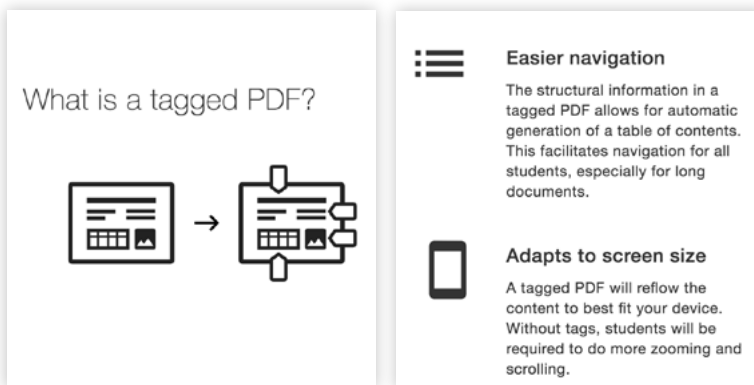 What is a tagged PDF?
Easier navigation
The structural information in a
tagged PDF allows for automatic
generation of a table of contents.
This facilitates navigation for all
students, especially for long
documents.
Adapts to screen size
A tagged PDF will reflow the
content to best fit your device.
Without tags, students will be
required to do more zooming and
scrolling.